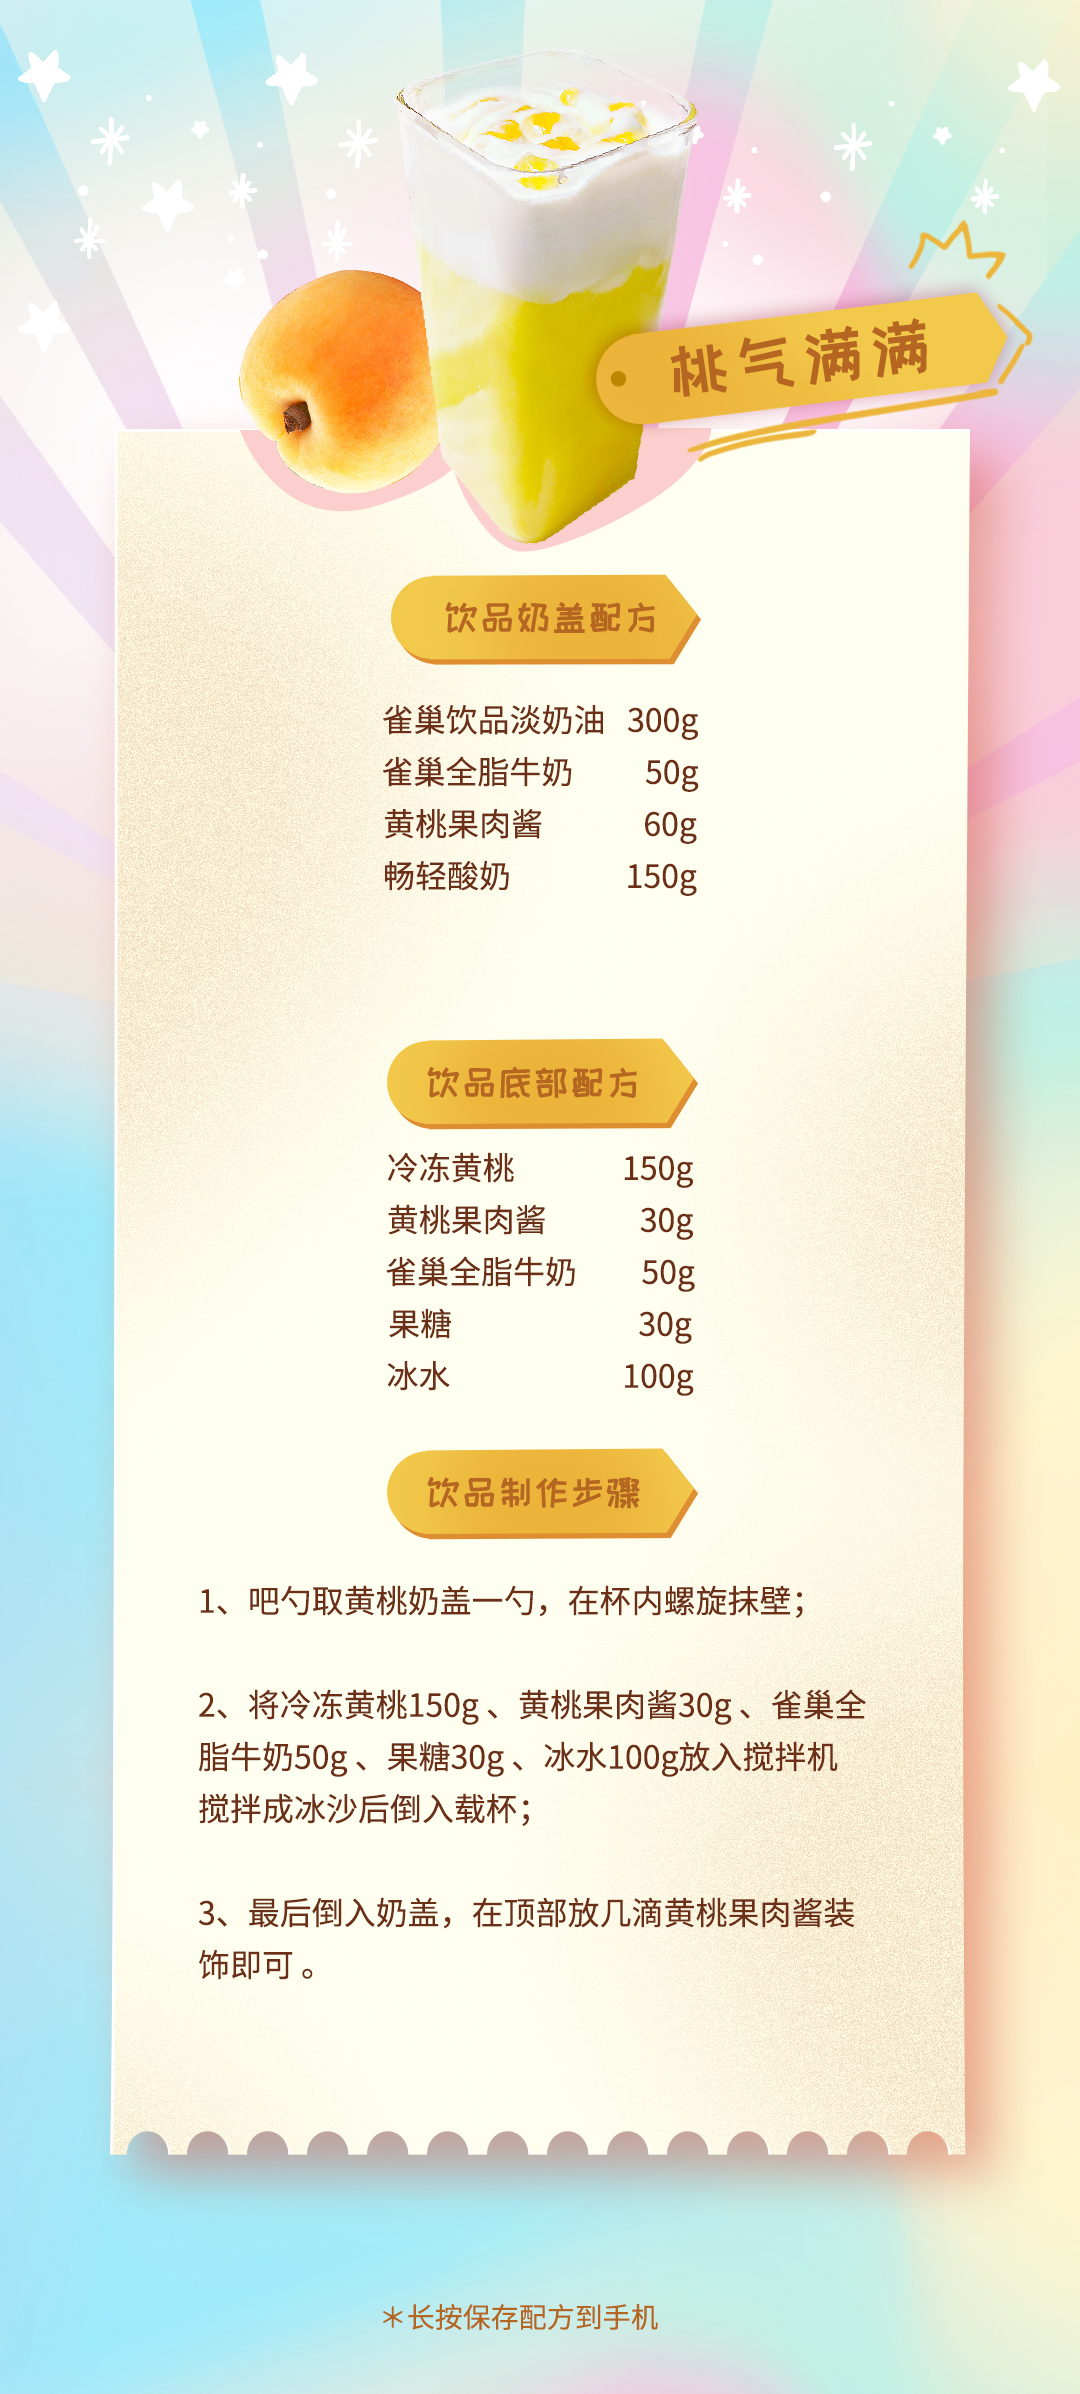 桃气满满
饮品奶盖配方
雀巢饮品淡奶油 300g
雀巢全脂牛奶 50g
黄桃果肉酱 60g
畅轻酸奶 150g
饮品底部配方
冷冻黄桃 150g
黄桃果肉酱 30g
雀巢全脂牛奶 50g
果糖 30g
冰水 100g
饮品制作步骤
1、吧勺取黄桃奶盖一勺，在杯内螺旋抹壁；
2、将冷冻黄桃150g、黄桃果肉酱30g、雀巢全
脂牛奶50g、果糖30g、冰水100g放入搅拌机
搅拌成冰沙后倒入载杯；
3、最后倒入奶盖，在顶部放几滴黄桃果肉酱装
饰即可。
＊长按保存配方到手机